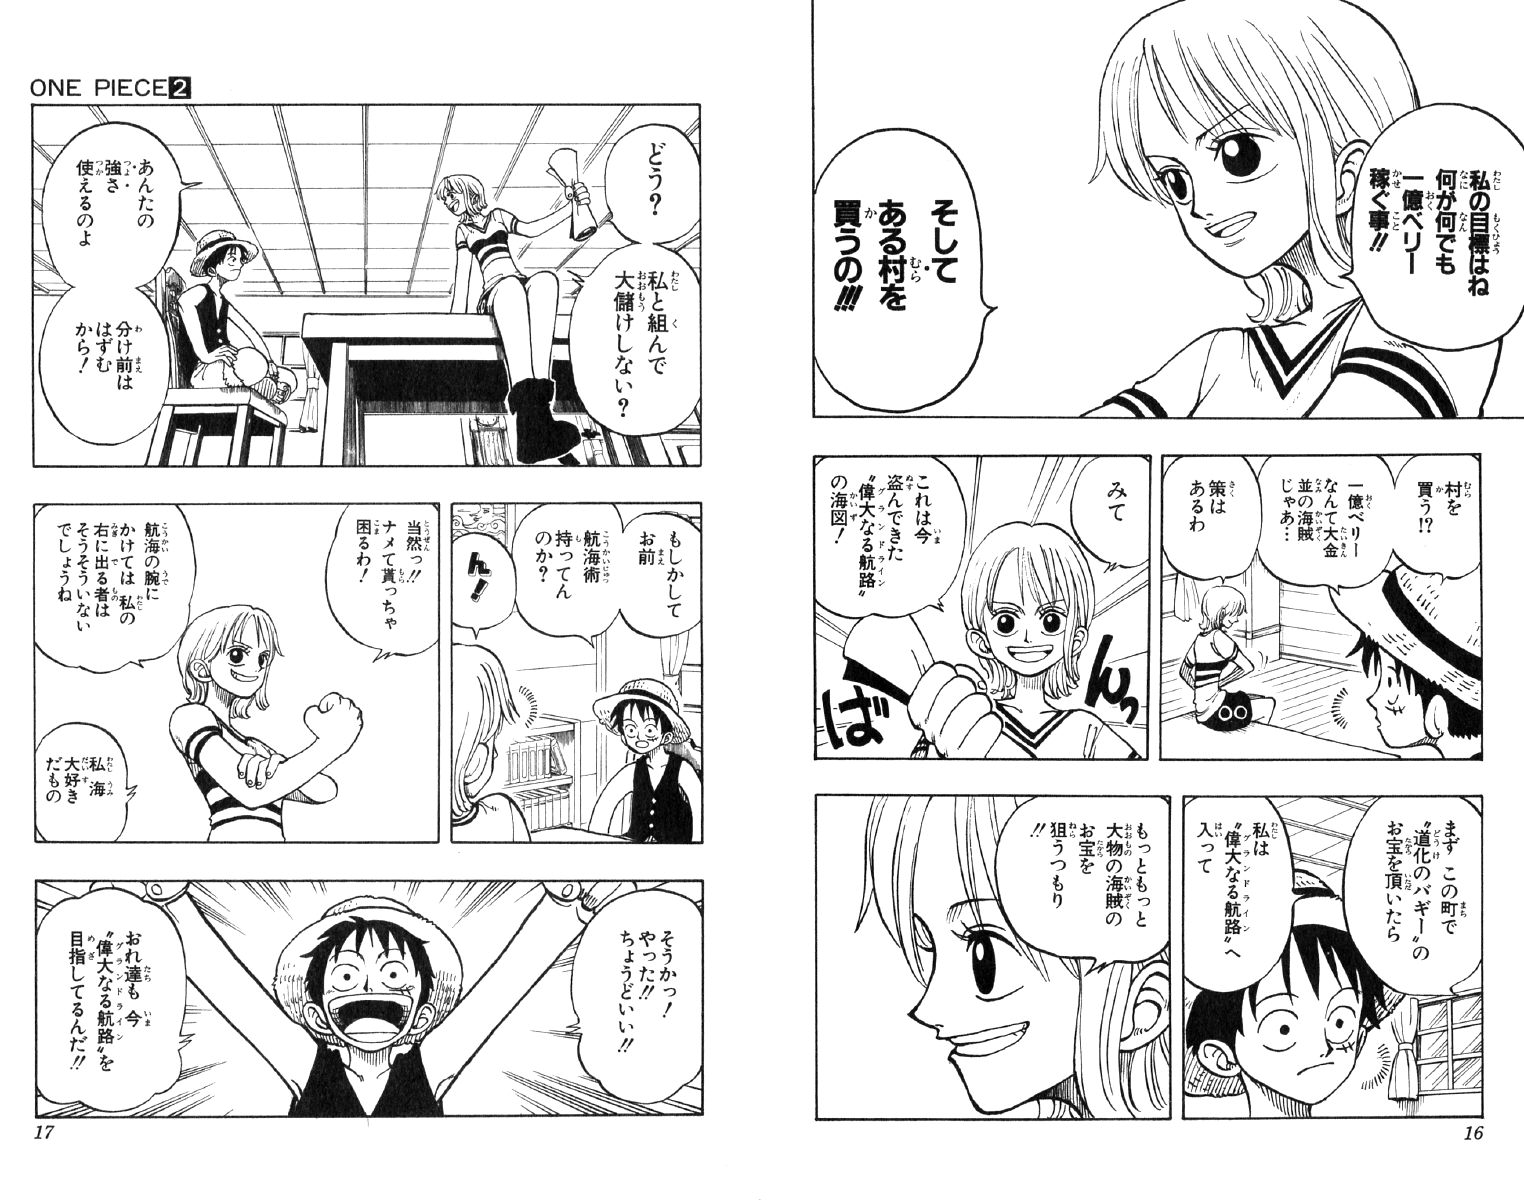 私の目標はね
何が何でも
一億ベリー
稼ぐ事!!
そして
ある村を
買うの!!!
村を
買う!?
一億ベリー
なんて大金
並の海賊
じゃあ…
策は
あるわ
みて
これは今
盗んできた
“偉大なる航路”
の海図!
ばんっ
まず この町で
“道化のバギー”の
お宝を頂いたら
私は
“偉大なる航路”へ
入って
もっともっと
大物の海賊の
お宝を
狙うつもり
!!
16
ONE PIECE 2
どう?
私と組んで
大儲けしない?
あんたの
強さ
使えるのよ
分け前は
はずむ
から!
もしかして
お前
航海術
持ってん
のか?
ん!
当然っ!!
ナメて貰っちゃ
困るわ!
航海の腕に
かけては 私の
右に出る者は
そうそういない
でしょうね
私 海
大好き
だもの
そうかっ!
やった!!
ちょうどいい!!
おれ達も 今
“偉大なる航路”を
目指してるんだ!!
17